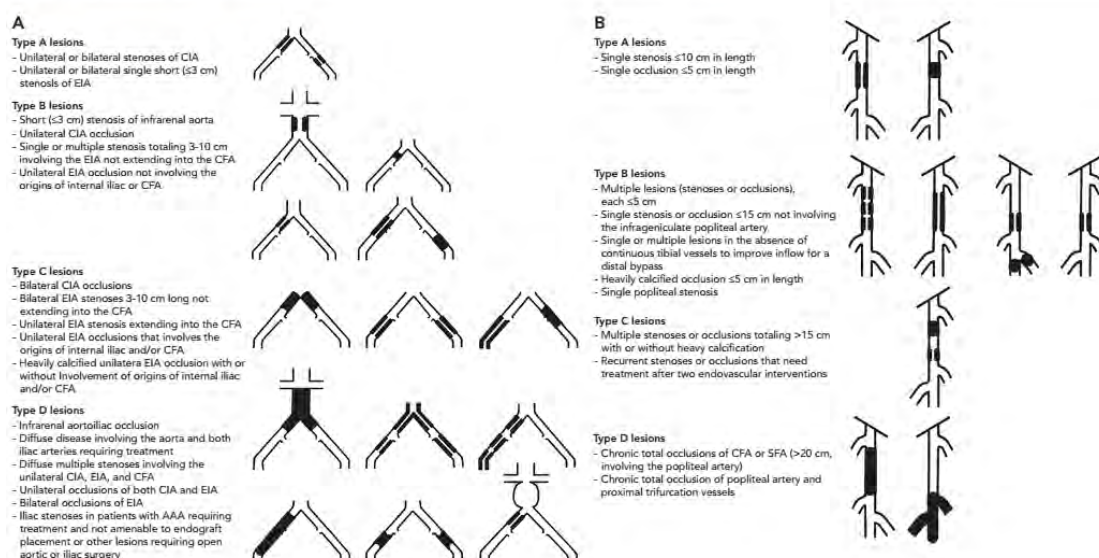 A
Type A lesions
- Unilateral or bilateral stenoses of CIA
- Unilateral or bilateral single short (≤3 cm)
stenosis of EIA
Type B lesions
- Short (≤3 cm) stenosis of infrarenal aorta
- Unilateral CIA occlusion
- Single or multiple stenosis totaling 3-10 cm
involving the EIA not extending into the CFA
- Unilateral EIA occlusion not involving the
origins of internal iliac or CFA
Type C lesions
- Bilateral CIA occlusions
- Bilateral EIA stenoses 3-10 cm long not
extending into the CFA
- Unilateral EIA stenosis extending into the CFA
- Unilateral EIA occlusions that involves the
origins of internal iliac and/or CFA
- Heavily calcified unilatera EIA occlusion with or
without Involvement of origins of internal iliac
and/or CFA
Type D lesions
- Infrarenal aortoiliac occlusion
- Diffuse disease involving the aorta and both
iliac arteries requiring treatment
- Diffuse multiple stenoses involving the
unilateral CIA, EIA, and CFA
- Unilateral occlusions of both CIA and EIA
- Bilateral occlusions of EIA
- Iliac stenoses in patients with AAA requiring
treatment and not amenable to endograft
placement or other lesions requiring open
aortic or iliac surgery
B
Type A lesions
- Single stenosis ≤10 cm in length
- Single occlusion ≤5 cm in length
Type B lesions
- Multiple lesions (stenoses or occlusions),
each ≤5 cm
- Single stenosis or occlusion ≤15 cm not involving
the infrageniculate popliteal artery
- Single or multiple lesions in the absence of
continuous tibial vessels to improve inflow for a
distal bypass
- Heavily calcified occlusion ≤5 cm in length
- Single popliteal stenosis
Type C lesions
- Multiple stenoses or occlusions totaling >15 cm
with or without heavy calcification
- Recurrent stenoses or occlusions that need
treatment after two endovascular interventions
Type D lesions
- Chronic total occlusions of CFA or SFA (>20 cm,
involving the popliteal artery)
- Chronic total occlusion of popliteal artery and
proximal trifurcation vessels